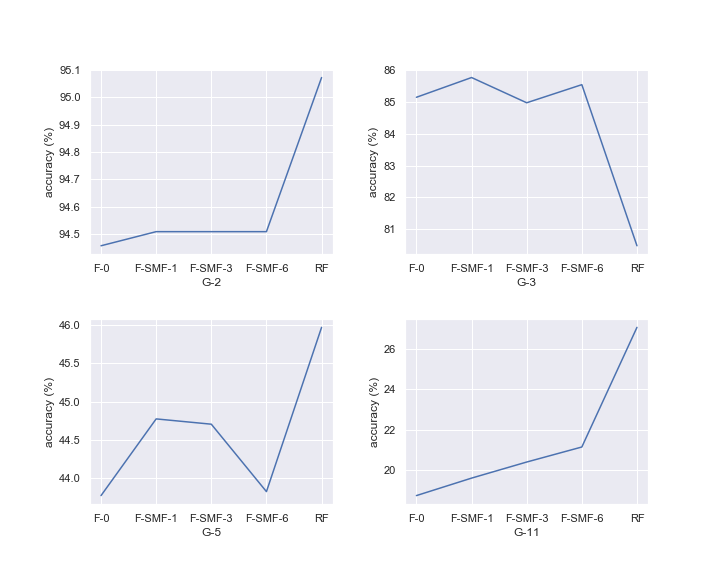 95.1
95.0
94.9
94.8
94.7
94.6
94.5
accuracy (%)
F-0 F-SMF-1 F-SMF-3 F-SMF-6 RF
G-2
86
85
84
83
82
81
accuracy (%)
F-0 F-SMF-1 F-SMF-3 F-SMF-6 RF
G-3
46.0
45.5
45.0
44.5
44.0
accuracy (%)
F-0 F-SMF-1 F-SMF-3 F-SMF-6 RF
G-5
26
24
22
20
accuracy (%)
F-0 F-SMF-1 F-SMF-3 F-SMF-6 RF
G-11